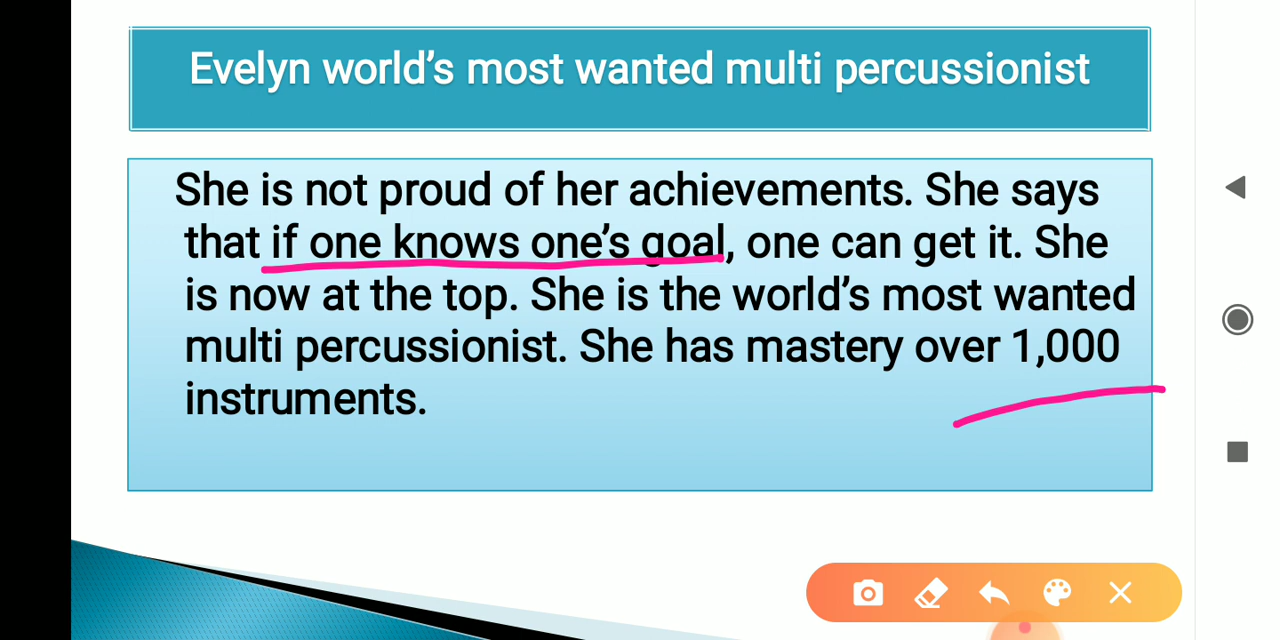 Evelyn world's most wanted multi percussionist
She is not proud of her achievements. She says
that if one knows one's goal, one can get it. She
is now at the top. She is the world's most wanted
multi percussionist. She has mastery over 1,000
instruments.